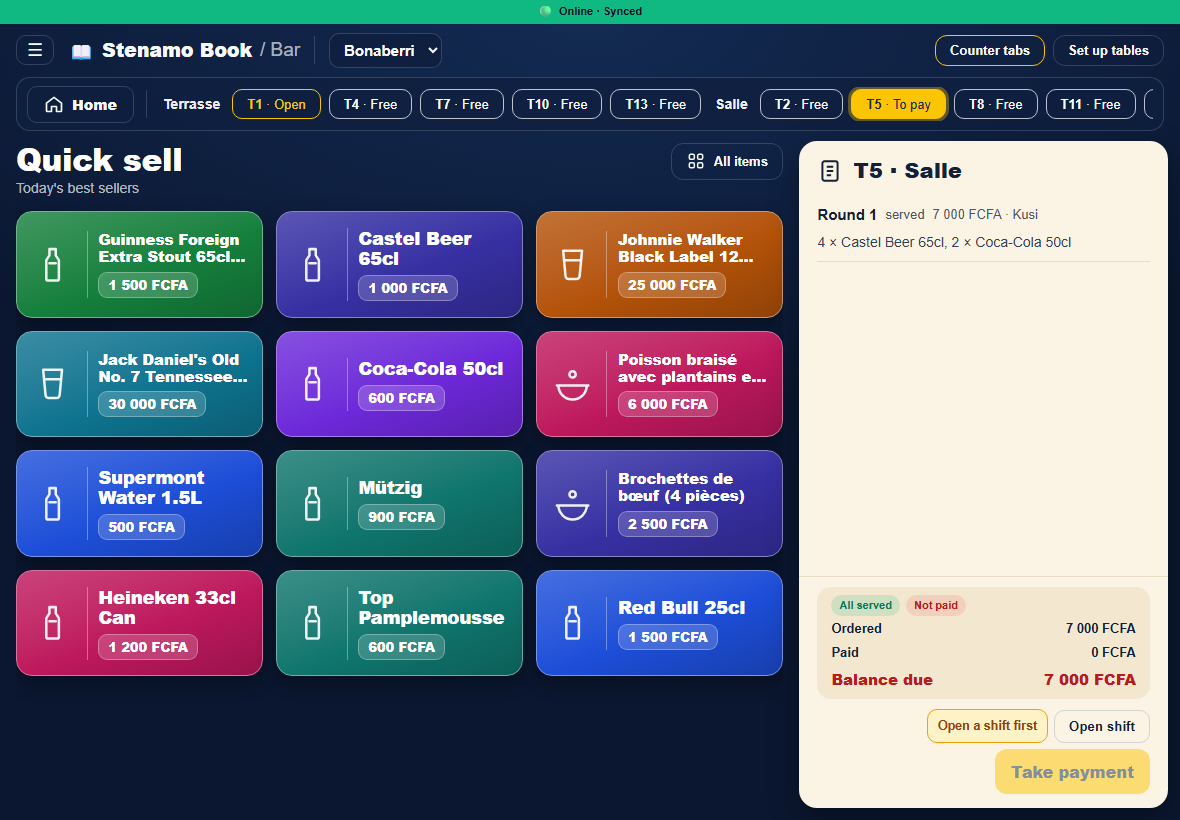 Online · Synced
Stenamo Book / Bar
Bonaberri
Counter tabs
Set up tables
Home
Terrasse
T1 · Open
T4 · Free
T7 · Free
T10 · Free
T13 · Free
Salle
T2 · Free
T5 · To pay
T8 · Free
T11 · Free
Quick sell
Today's best sellers
All items
Guinness Foreign
Extra Stout 65cl...
1 500 FCFA
Castel Beer
65cl
1 000 FCFA
Johnnie Walker
Black Label 12...
25 000 FCFA
Jack Daniel's Old
No. 7 Tennessee...
30 000 FCFA
Coca-Cola 50cl
600 FCFA
Poisson braisé
avec plantains e...
6 000 FCFA
Supermont
Water 1.5L
500 FCFA
Mützig
900 FCFA
Brochettes de
bœuf (4 pièces)
2 500 FCFA
Heineken 33cl
Can
1 200 FCFA
Top
Pamplemousse
600 FCFA
Red Bull 25cl
1 500 FCFA
T5 · Salle
Round 1 served 7 000 FCFA · Kusi
4 × Castel Beer 65cl, 2 × Coca-Cola 50cl
All served
Not paid
Ordered 7 000 FCFA
Paid 0 FCFA
Balance due 7 000 FCFA
Open a shift first
Open shift
Take payment